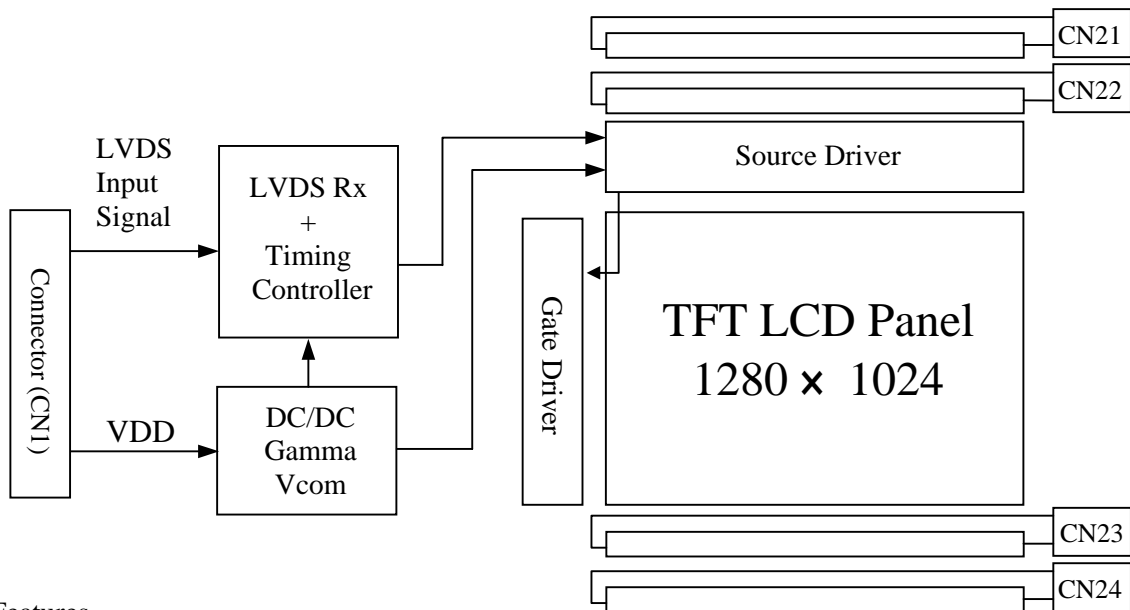 CN21
CN22
LVDS
Input
Signal
LVDS Rx
+
Timing
Controller
Source Driver
Connector (CN1)
Gate Driver
TFT LCD Panel
1280 × 1024
VDD
DC/DC
Gamma
Vcom
CN23
CN24
Features